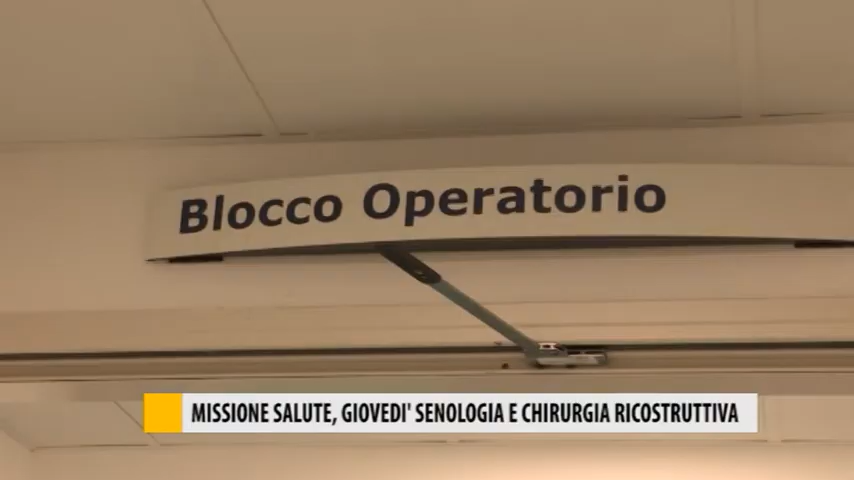 Blocco Operatorio
MISSIONE SALUTE, GIOVEDI' SENOLOGIA E CHIRURGIA RICOSTRUTTIVA